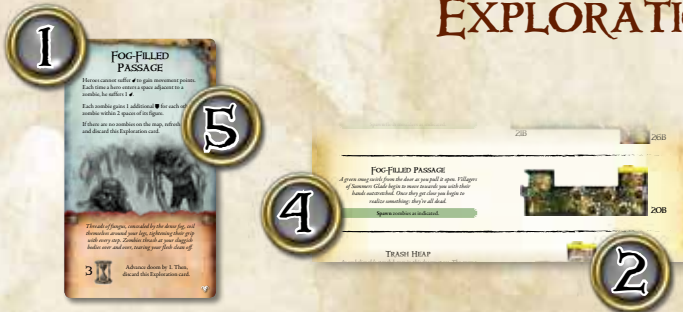 EXPLORATI
1
FOG-FILLED
PASSAGE
Heroes cannot suffer to gain movement points.
Each time a hero enters a space adjacent to a
zombie, he suffers 1
Each zombie gains 1 additional for each
zombie within 2 spaces of its figure.
If there are no zombies on the map, refresh
and discard this Exploration card.
5
Threads of fungus, concealed by the dense fog, coil
themselves around your legs, tightening their grip
with every step. Zombies thrash at your sluggish
bodies over and over, tearing your flesh clean off.
3
Advance doom by 1. Then,
discard this Exploration card.
21B
26B
4
FOG-FILLED PASSAGE
A green smog swirls from the door as you pull it open. Villagers
of Summers Glade begin to move towards you with their
hands outstretched. Once they get close you begin to
realize something: they're all dead.
Spawn zombies as indicated.
20B
TRASH HEAP
2